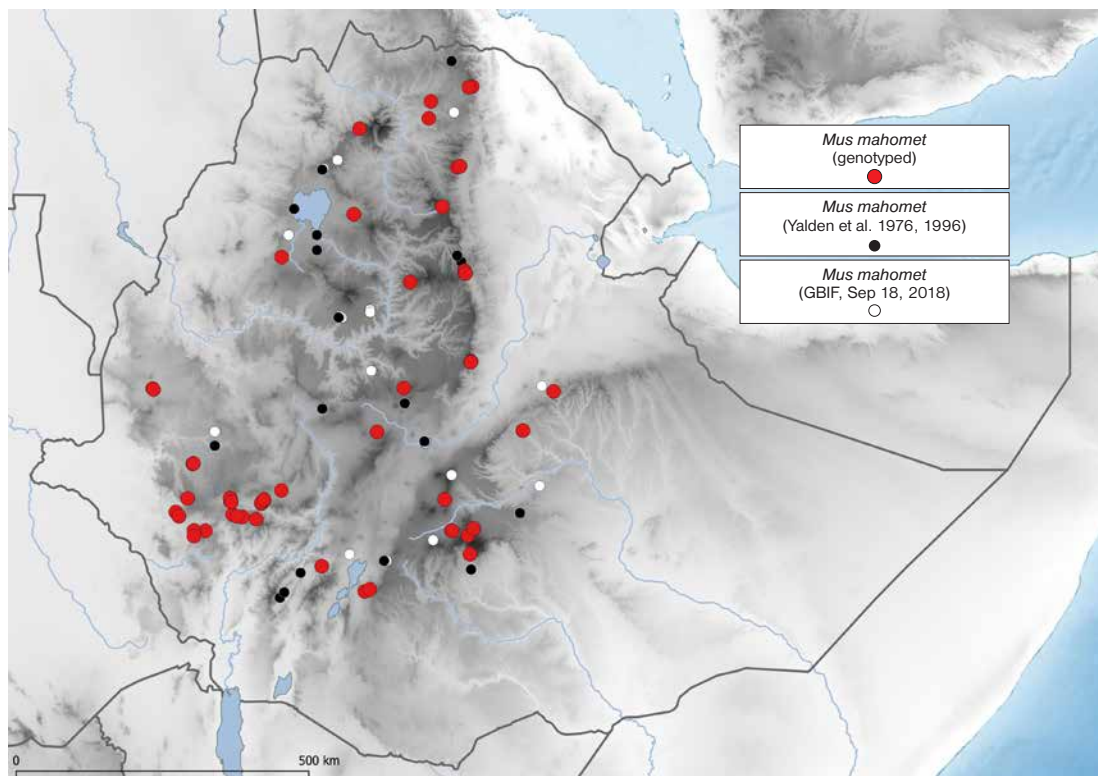 Mus mahomet
(genotyped)
Mus mahomet
(Yalden et al. 1976, 1996)
Mus mahomet
(GBIF, Sep 18, 2018)
0 500 km